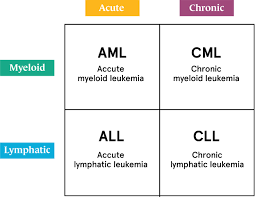 Acute
Chronic
Myeloid
AML
Accute
myeloid leukemia
CML
Chronic
myeloid leukemia
Lymphatic
ALL
Accute
lymphatic leukemia
CLL
Chronic
lymphatic leukemia